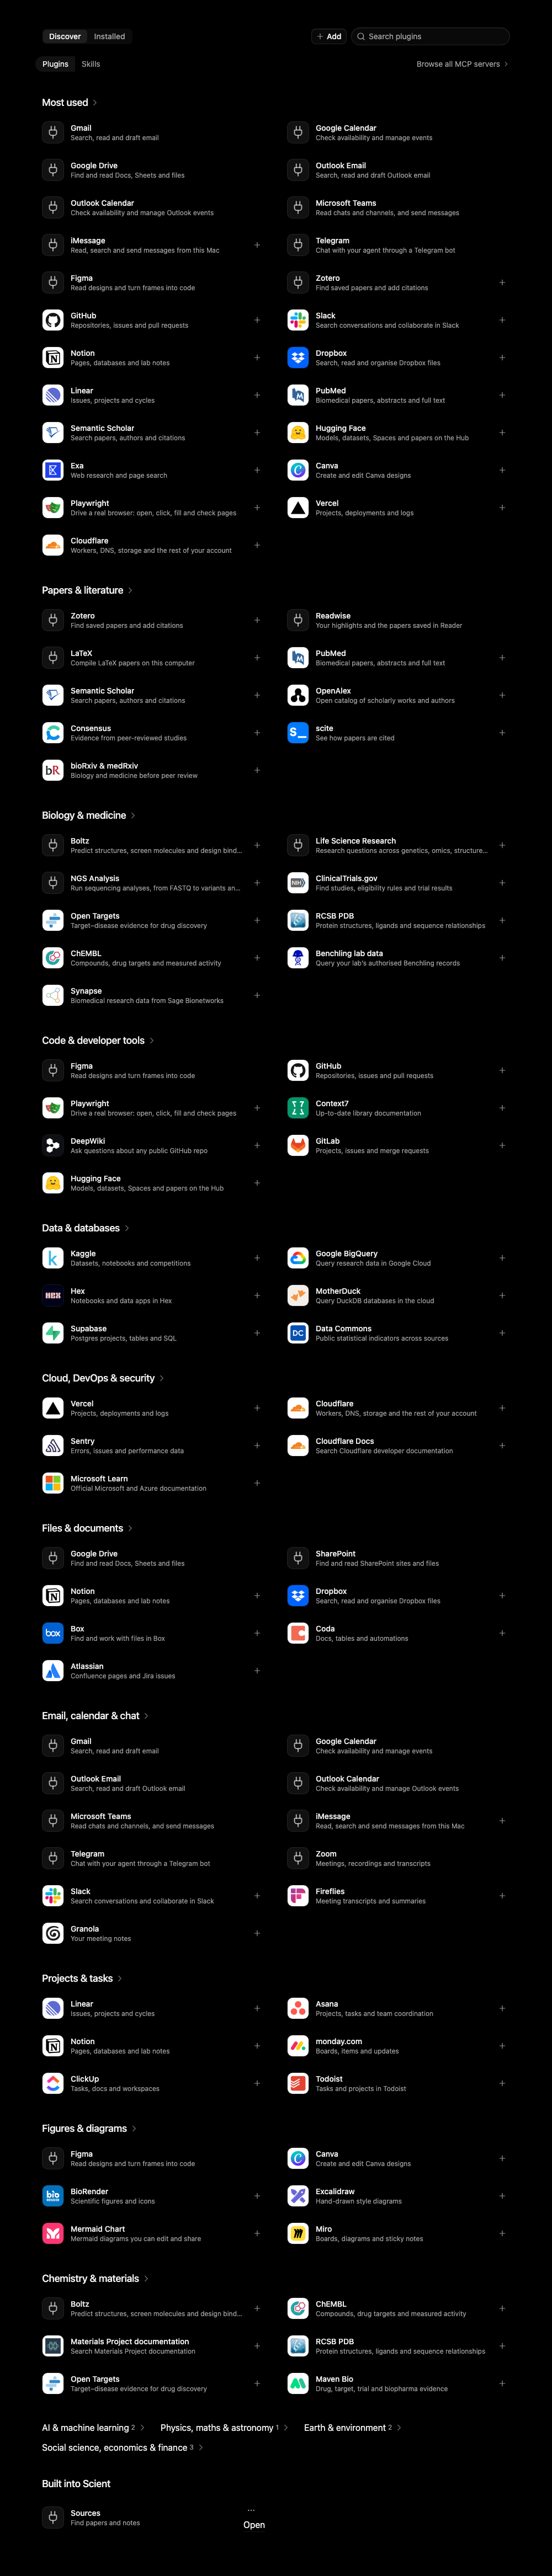 Discover
Installed
Add
Search plugins
Plugins
Skills
Browse all MCP servers
Most used
Gmail
Search, read and draft email
Google Calendar
Check availability and manage events
Google Drive
Find and read Docs, Sheets and files
Outlook Email
Search, read and draft Outlook email
Outlook Calendar
Check availability and manage Outlook events
Microsoft Teams
Read chats and channels, and send messages
iMessage
Read, search and send messages from this Mac
Telegram
Chat with your agent through a Telegram bot
Figma
Read designs and turn frames into code
Zotero
Find saved papers and add citations
GitHub
Repositories, issues and pull requests
Slack
Search conversations and collaborate in Slack
Notion
Pages, databases and lab notes
Dropbox
Search, read and organise Dropbox files
Linear
Issues, projects and cycles
PubMed
Biomedical papers, abstracts and full text
Semantic Scholar
Search papers, authors and citations
Hugging Face
Models, datasets, Spaces and papers on the Hub
Exa
Web research and page search
Canva
Create and edit Canva designs
Playwright
Drive a real browser: open, click, fill and check pages
Vercel
Projects, deployments and logs
Cloudflare
Workers, DNS, storage and the rest of your account
Papers & literature
Zotero
Find saved papers and add citations
Readwise
Your highlights and the papers saved in Reader
LaTeX
Compile LaTeX papers on this computer
PubMed
Biomedical papers, abstracts and full text
Semantic Scholar
Search papers, authors and citations
OpenAlex
Open catalog of scholarly works and authors
Consensus
Evidence from peer-reviewed studies
scite
See how papers are cited
bR
bioRxiv & medRxiv
Biology and medicine before peer review
Biology & medicine
Boltz
Predict structures, screen molecules and design bind...
Life Science Research
Research questions across genetics, omics, structure...
NGS Analysis
Run sequencing analyses, from FASTQ to variants an...
NIH
ClinicalTrials.gov
Find studies, eligibility rules and trial results
Open Targets
Target–disease evidence for drug discovery
RCSB PDB
Protein structures, ligands and sequence relationships
ChEMBL
Compounds, drug targets and measured activity
Benchling lab data
Query your lab's authorised Benchling records
Synapse
Biomedical research data from Sage Bionetworks
Code & developer tools
Figma
Read designs and turn frames into code
GitHub
Repositories, issues and pull requests
Playwright
Drive a real browser: open, click, fill and check pages
Context7
Up-to-date library documentation
DeepWiki
Ask questions about any public GitHub repo
GitLab
Projects, issues and merge requests
Hugging Face
Models, datasets, Spaces and papers on the Hub
Data & databases
k
Kaggle
Datasets, notebooks and competitions
Google BigQuery
Query research data in Google Cloud
HEX
Hex
Notebooks and data apps in Hex
MotherDuck
Query DuckDB databases in the cloud
Supabase
Postgres projects, tables and SQL
DC
Data Commons
Public statistical indicators across sources
Cloud, DevOps & security
Vercel
Projects, deployments and logs
Cloudflare
Workers, DNS, storage and the rest of your account
Sentry
Errors, issues and performance data
Cloudflare Docs
Search Cloudflare developer documentation
Microsoft Learn
Official Microsoft and Azure documentation
Files & documents
Google Drive
Find and read Docs, Sheets and files
SharePoint
Find and read SharePoint sites and files
Notion
Pages, databases and lab notes
Dropbox
Search, read and organise Dropbox files
box
Box
Find and work with files in Box
Coda
Docs, tables and automations
Atlassian
Confluence pages and Jira issues
Email, calendar & chat
Gmail
Search, read and draft email
Google Calendar
Check availability and manage events
Outlook Email
Search, read and draft Outlook email
Outlook Calendar
Check availability and manage Outlook events
Microsoft Teams
Read chats and channels, and send messages
iMessage
Read, search and send messages from this Mac
Telegram
Chat with your agent through a Telegram bot
Zoom
Meetings, recordings and transcripts
Slack
Search conversations and collaborate in Slack
Fireflies
Meeting transcripts and summaries
Granola
Your meeting notes
Projects & tasks
Linear
Issues, projects and cycles
Asana
Projects, tasks and team coordination
Notion
Pages, databases and lab notes
monday.com
Boards, items and updates
ClickUp
Tasks, docs and workspaces
Todoist
Tasks and projects in Todoist
Figures & diagrams
Figma
Read designs and turn frames into code
Canva
Create and edit Canva designs
bio
BioRender
Scientific figures and icons
Excalidraw
Hand-drawn style diagrams
Mermaid Chart
Mermaid diagrams you can edit and share
Miro
Boards, diagrams and sticky notes
Chemistry & materials
Boltz
Predict structures, screen molecules and design bind...
ChEMBL
Compounds, drug targets and measured activity
Materials Project documentation
Search Materials Project documentation
RCSB PDB
Protein structures, ligands and sequence relationships
Open Targets
Target–disease evidence for drug discovery
Maven Bio
Drug, target, trial and biopharma evidence
AI & machine learning 2
Physics, maths & astronomy 1
Earth & environment 2
Social science, economics & finance 3
Built into Scient
Sources
Find papers and notes
...
Open